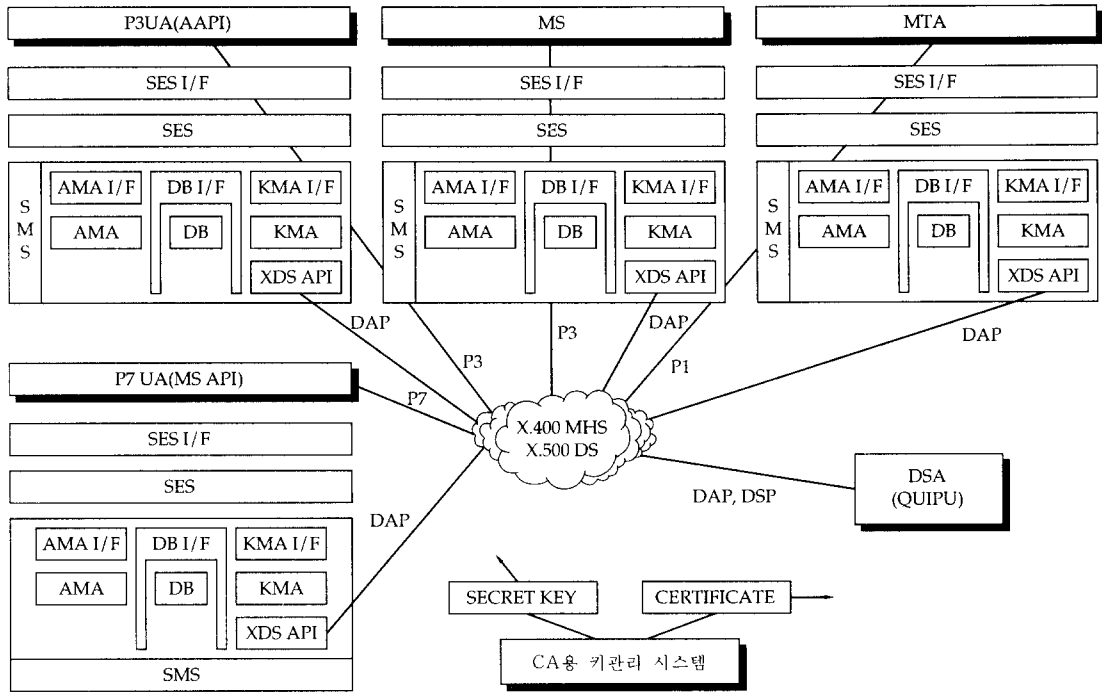 P3UA(AAPI)
SES I/F
SES
S
M
S
AMA I/F
DB I/F
KMA I/F
AMA
DB
KMA
XDS API
MS
SES I/F
SES
S
M
S
AMA I/F
DB I/F
KMA I/F
AMA
DB
KMA
XDS API
MTA
SES I/F
SES
S
M
S
AMA I/F
DB I/F
KMA I/F
AMA
DB
KMA
XDS API
DAP
P3
P3
DAP
P1
DAP
P7 UA(MS API)
P7
SES I/F
SES
DAP
AMA I/F
DB I/F
KMA I/F
AMA
DB
KMA
XDS API
SMS
X.400 MHS
X.500 DS
DAP, DSP
DSA
(QUIPU)
SECRET KEY
CERTIFICATE
CA용 키관리 시스템